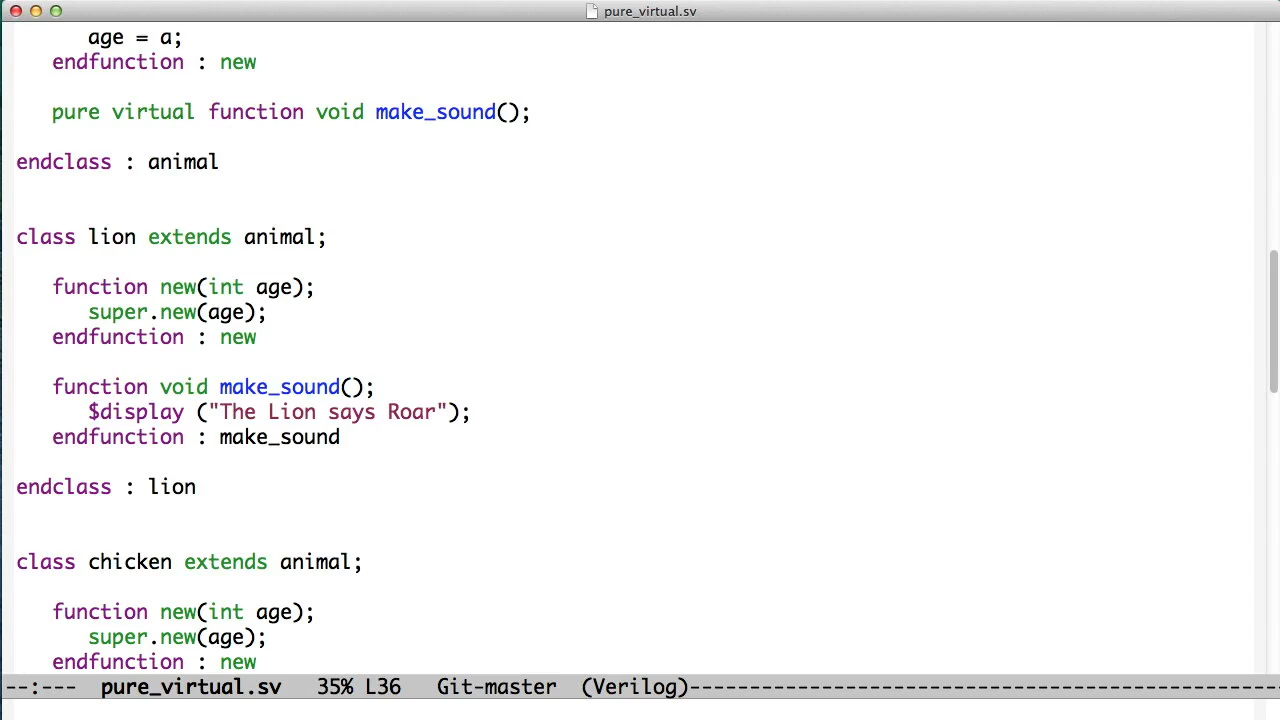 pure_virtual.sv
age = a;
endfunction : new
pure virtual function void make_sound();
endclass : animal
class lion extends animal;
function new(int age);
super.new(age);
endfunction : new
function void make_sound();
$display ("The Lion says Roar");
endfunction : make_sound
endclass : lion
class chicken extends animal;
function new(int age);
super.new(age);
endfunction : new
--:--- pure_virtual.sv 35% L36 Git-master (Verilog)--------------------------------------------------